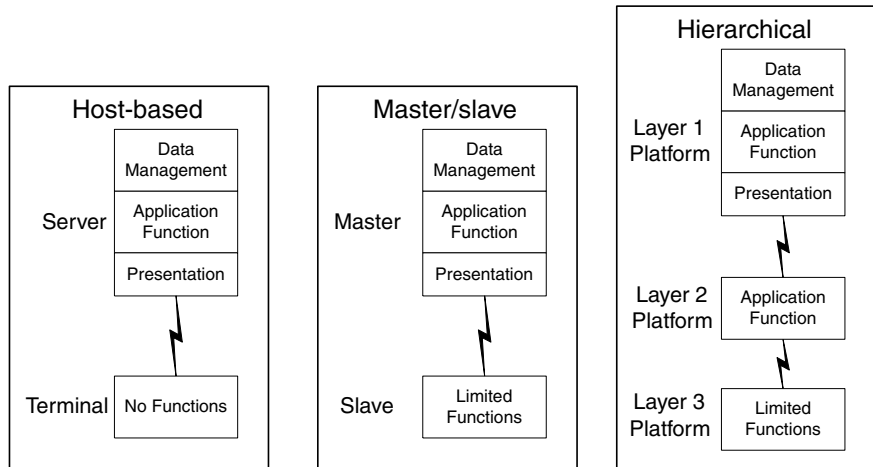 Host-based
Data
Management
Server
Application
Function
Presentation
Terminal
No Functions
Master/slave
Data
Management
Master
Application
Function
Presentation
Slave
Limited
Functions
Hierarchical
Data
Management
Layer 1
Platform
Application
Function
Presentation
Layer 2
Platform
Application
Function
Layer 3
Platform
Limited
Functions